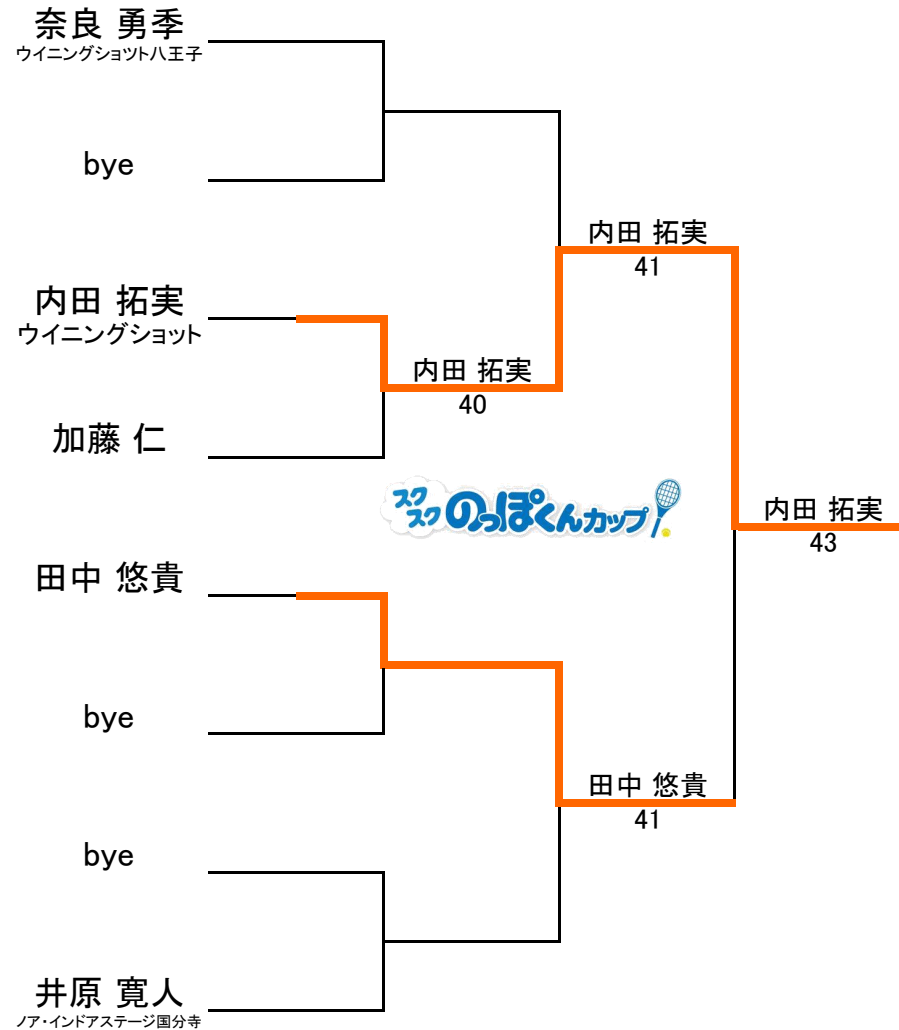 奈良 勇季
ウイニングショツト八王子
bye
内田 拓実
41
内田 拓実
ウイニングショット
内田 拓実
40
加藤 仁
スクスク のっぽくんカップ
内田 拓実
43
田中 悠貴
bye
田中 悠貴
41
bye
井原 寛人
ノア・インドアステージ国分寺